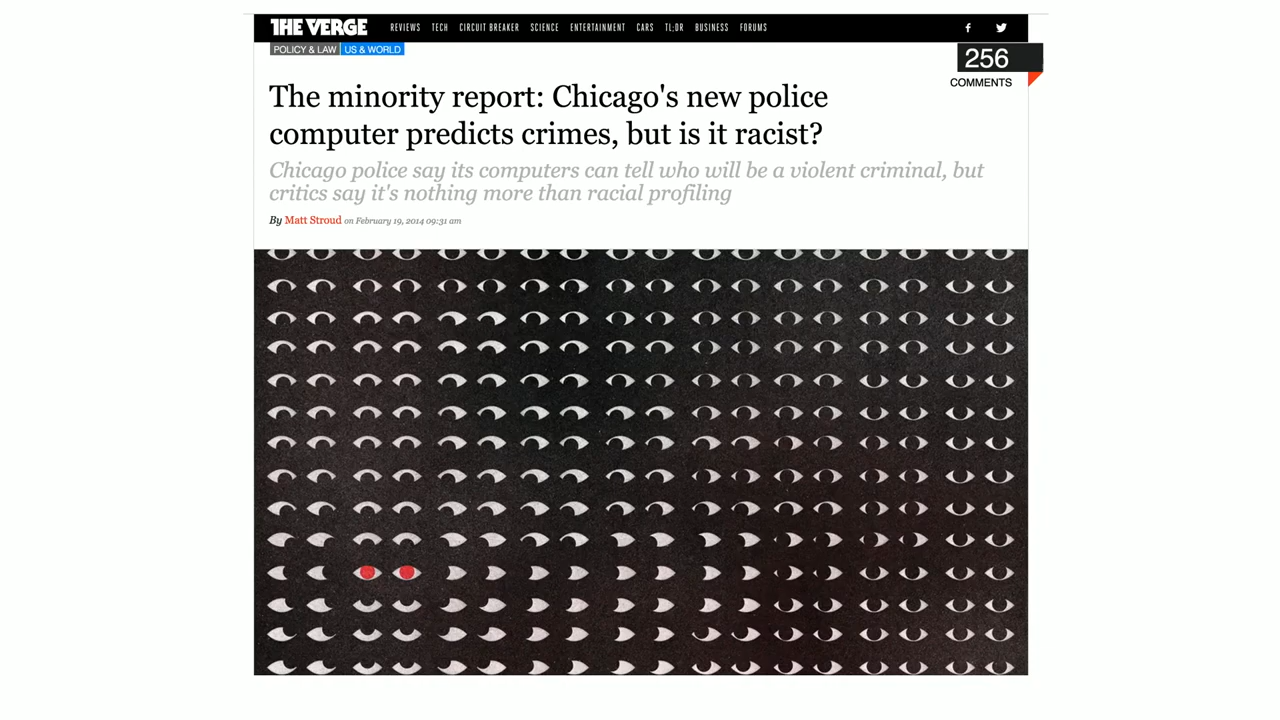 THE VERGE REVIEWS TECH CIRCUIT BREAKER SCIENCE ENTERTAINMENT CARS TL;DR BUSINESS FORUMS
POLICY & LAW US & WORLD
256
COMMENTS
The minority report: Chicago's new police
computer predicts crimes, but is it racist?
Chicago police say its computers can tell who will be a violent criminal, but
critics say it's nothing more than racial profiling
By Matt Stroud on February 19, 2014 09:31 am